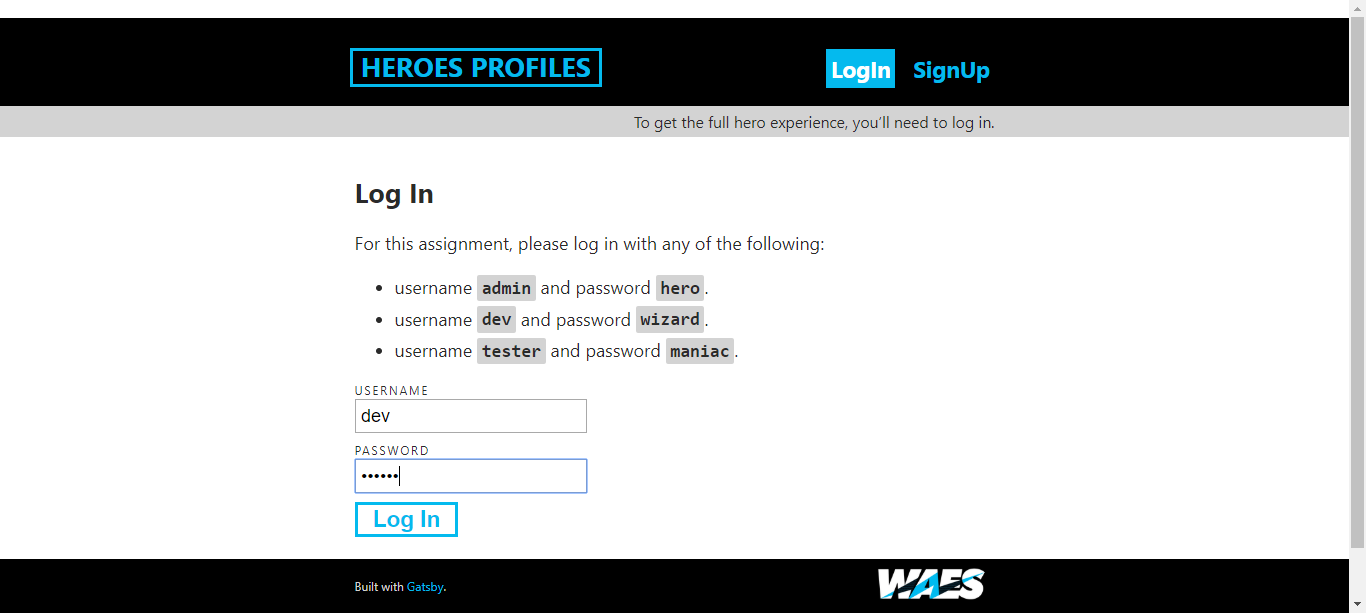 HEROES PROFILES
LogIn SignUp
To get the full hero experience, you’ll need to log in.
Log In
For this assignment, please log in with any of the following:
• username admin and password hero.
• username dev and password wizard.
• username tester and password maniac.
USERNAME
dev
PASSWORD
••••••
Log In
Built with Gatsby.
WAES